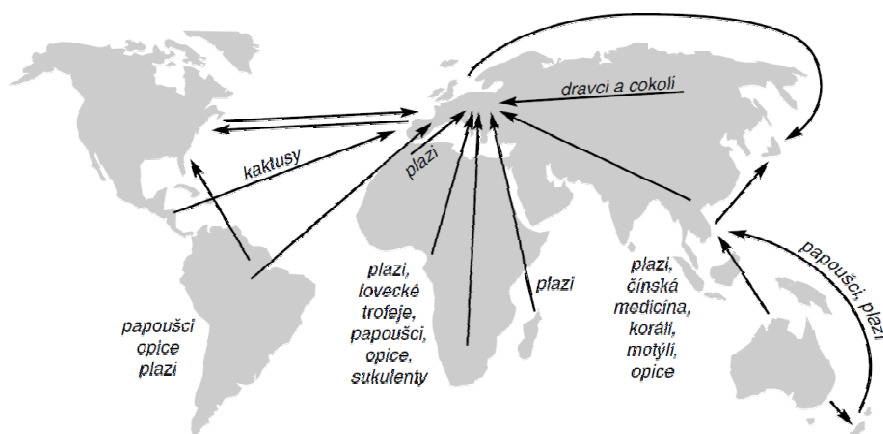 dravci a cokoli
kaktusy
plazi
plazi,
lovecké
trofeje,
papoušci,
opice,
sukulenty
plazi
plazi,
čínská
medicína,
koráli,
motýli,
opice
papoušci, plazi
papoušci
opice
plazi